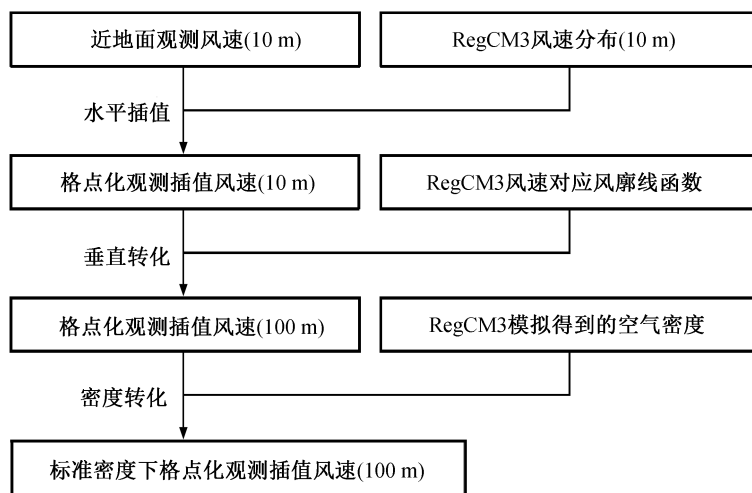 近地面观测风速(10 m)
RegCM3风速分布(10 m)
水平插值
格点化观测插值风速(10 m)
RegCM3风速对应风廓线函数
垂直转化
格点化观测插值风速(100 m)
RegCM3模拟得到的空气密度
密度转化
标准密度下格点化观测插值风速(100 m)